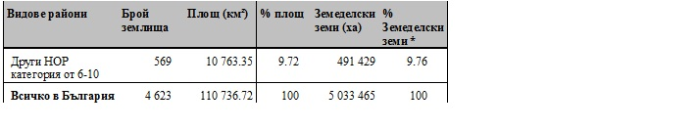 Видове райони Брой землища Площ (км²) % площ Земеделски земи (ха) % Земеделски земи *
Други НОР категория от 6-10 569 10 763.35 9.72 491 429 9.76
Всичко в България 4 623 110 736.72 100 5 033 465 100